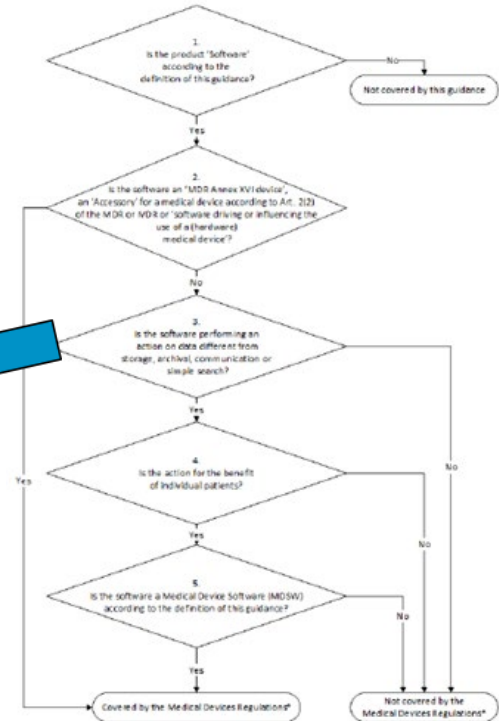 1.
Is the product 'Software'
according to the
definition of this guidance?
No
Not covered by this guidance
Yes
2.
Is the software an 'MDR Annex XVI device',
an 'Accessory' for a medical device according to Art. 2(2)
of the MDR or IVDR or 'software driving or influencing the
use of a (hardware)
medical device'?
No
3.
Is the software performing an
action on data different from
storage, archival, communication or
simple search?
Yes
4.
Is the action for the benefit
of individual patients?
Yes
No
Yes
No
5.
Is the software a Medical Device Software (MDSW)
according to the definition of this guidance?
No
Yes
Covered by the Medical Devices Regulations*
Not covered by the
Medical Devices Regulations*